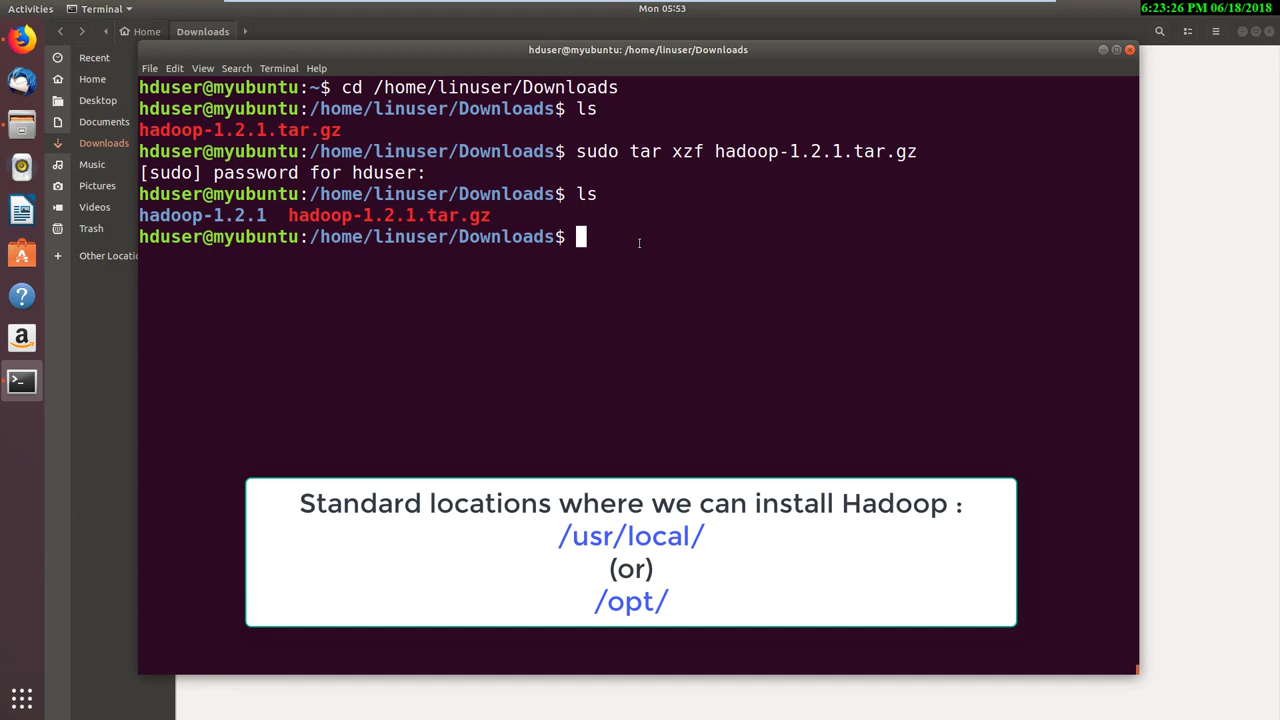 Activities Terminal Mon 05:53 6:23:26 PM 06/18/2018
Home Downloads
hduser@myubuntu: /home/linuser/Downloads
File Edit View Search Terminal Help
Recent
Home
Desktop
Documents
Downloads
Music
Pictures
Videos
Trash
Other Locatio
hduser@myubuntu:~$ cd /home/linuser/Downloads
hduser@myubuntu:/home/linuser/Downloads$ ls
hadoop-1.2.1.tar.gz
hduser@myubuntu:/home/linuser/Downloads$ sudo tar xzf hadoop-1.2.1.tar.gz
[sudo] password for hduser:
hduser@myubuntu:/home/linuser/Downloads$ ls
hadoop-1.2.1 hadoop-1.2.1.tar.gz
hduser@myubuntu:/home/linuser/Downloads$
Standard locations where we can install Hadoop :
/usr/local/
(or)
/opt/